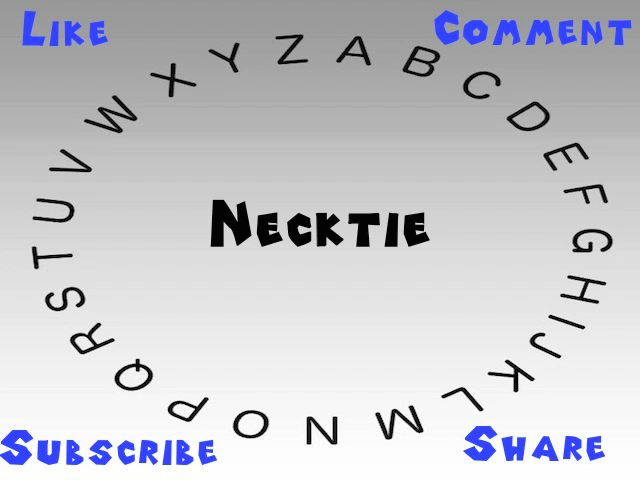 Like
Comment
A B C D E F G H I J K L M N O P Q R S T U V W X Y Z
Necktie
Subscribe
Share